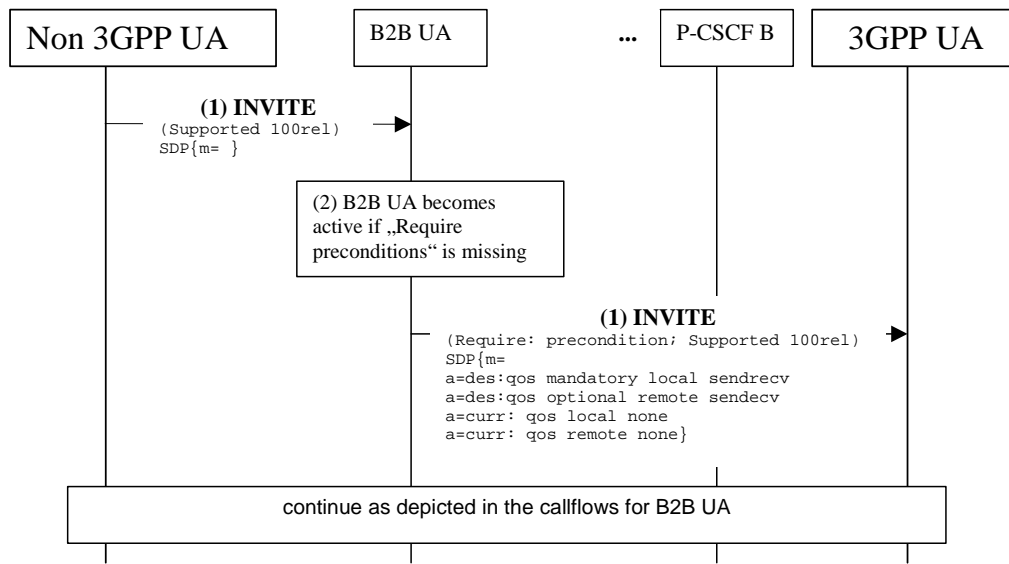 Non 3GPP UA
B2B UA
...
P-CSCF B
3GPP UA
(1) INVITE
(Supported 100rel)
SDP{m= }
(2) B2B UA becomes
active if „Require
preconditions“ is missing
(1) INVITE
(Require: precondition; Supported 100rel)
SDP{m=
a=des:qos mandatory local sendrecv
a=des:qos optional remote sendecv
a=curr: qos local none
a=curr: qos remote none}
continue as depicted in the callflows for B2B UA